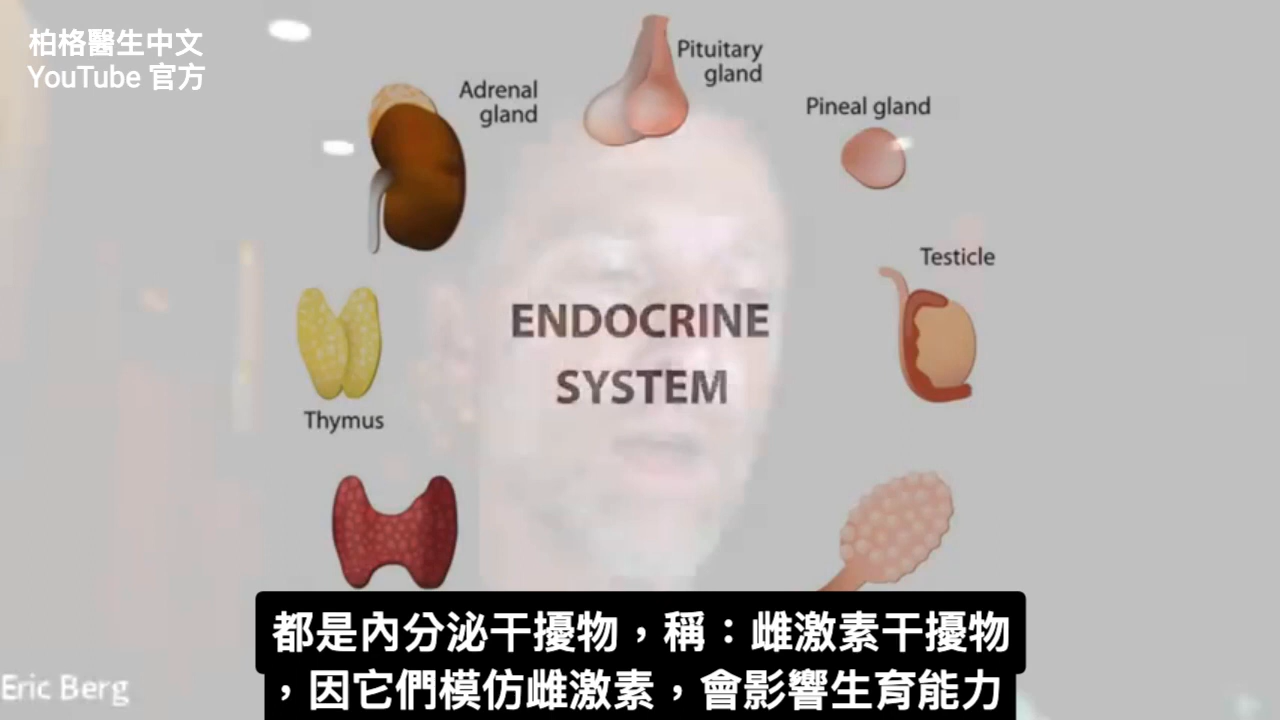 柏格醫生中文
YouTube 官方
Pituitary
gland
Adrenal
gland
Pineal gland
Testicle
ENDOCRINE
SYSTEM
Thymus
都是內分泌干擾物，稱：雌激素干擾物
，因它們模仿雌激素，會影響生育能力
Eric Berg